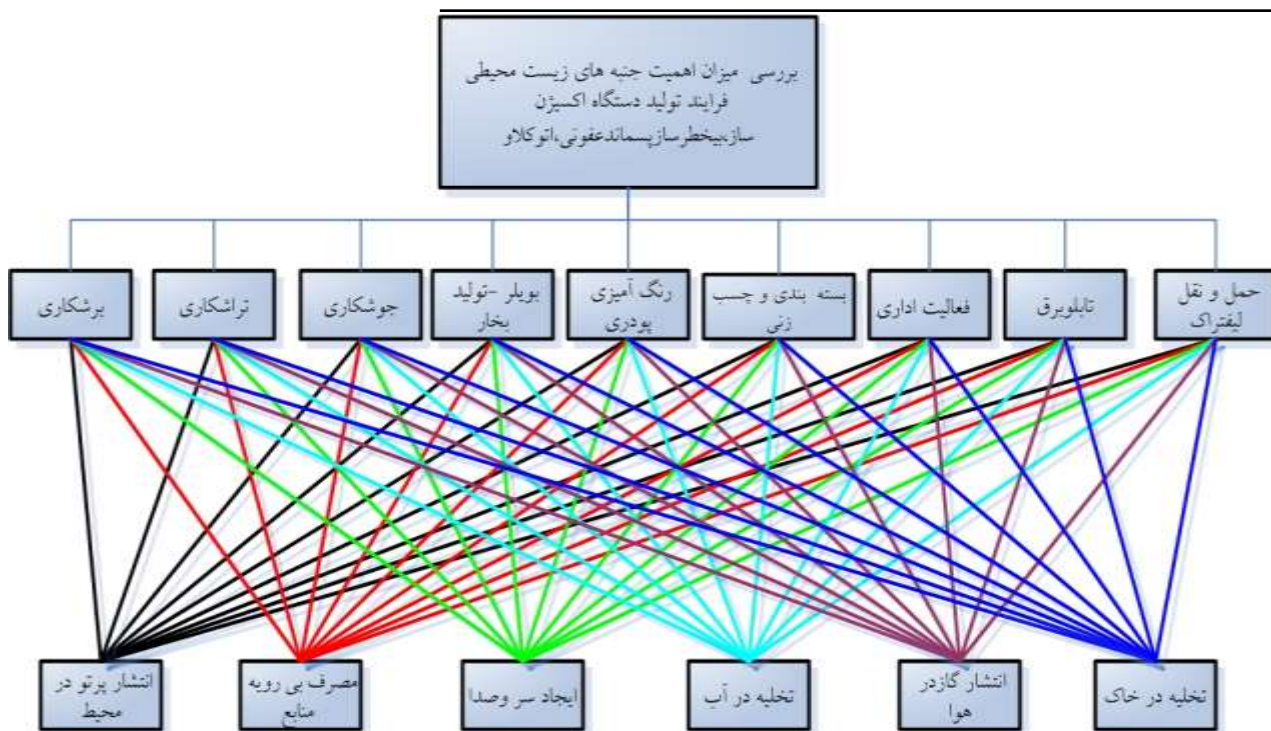 بررسی میزان اهمیت جنبه های زیست محیطی
فرایند تولید دستگاه اکسیژن
ساز،بیخطرسازپسماندعفونی،اتوکلاو
حمل و نقل
لیفتراک
تابلوبرق
فعالیت اداری
بسته بندی و چسب
زنی
رنگ آمیزی
پودری
بویلر -تولید
بخار
جوشکاری
تراشکاری
برشکاری
تخلیه در خاک
انتشار گازدر
هوا
تخلیه در آب
ایجاد سر وصدا
مصرف بی رویه
منابع
انتشار پرتو در
محیط